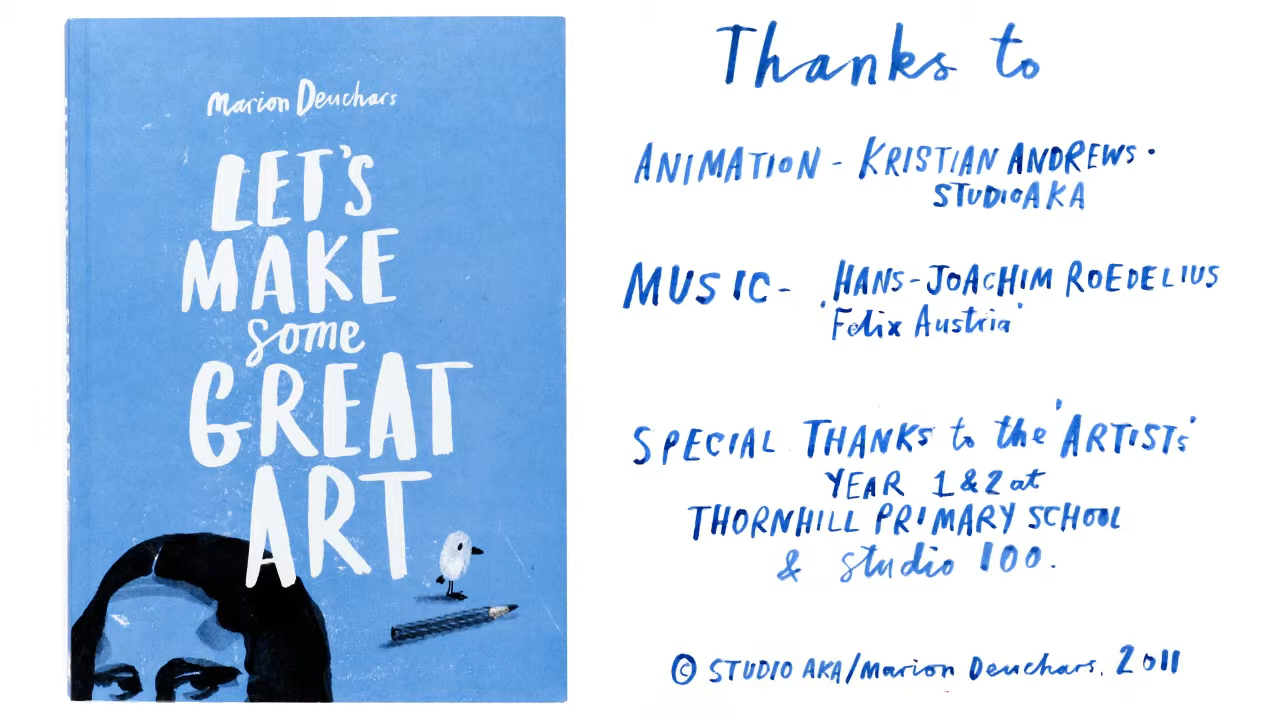 Marion Deuchars
LET'S
MAKE
some
GREAT
ART
Thanks to
ANIMATION - KRISTIAN ANDREWS.
STUDIOAKA
MUSIC - HANS-JOACHIM ROEDELIUS
'Felix Austria'
SPECIAL THANKS to the 'ARTISTS'
YEAR 1&2 at
THORNHILL PRIMARY SCHOOL
& studio 100.
© STUDIO AKA/Marion Deuchars. 2011